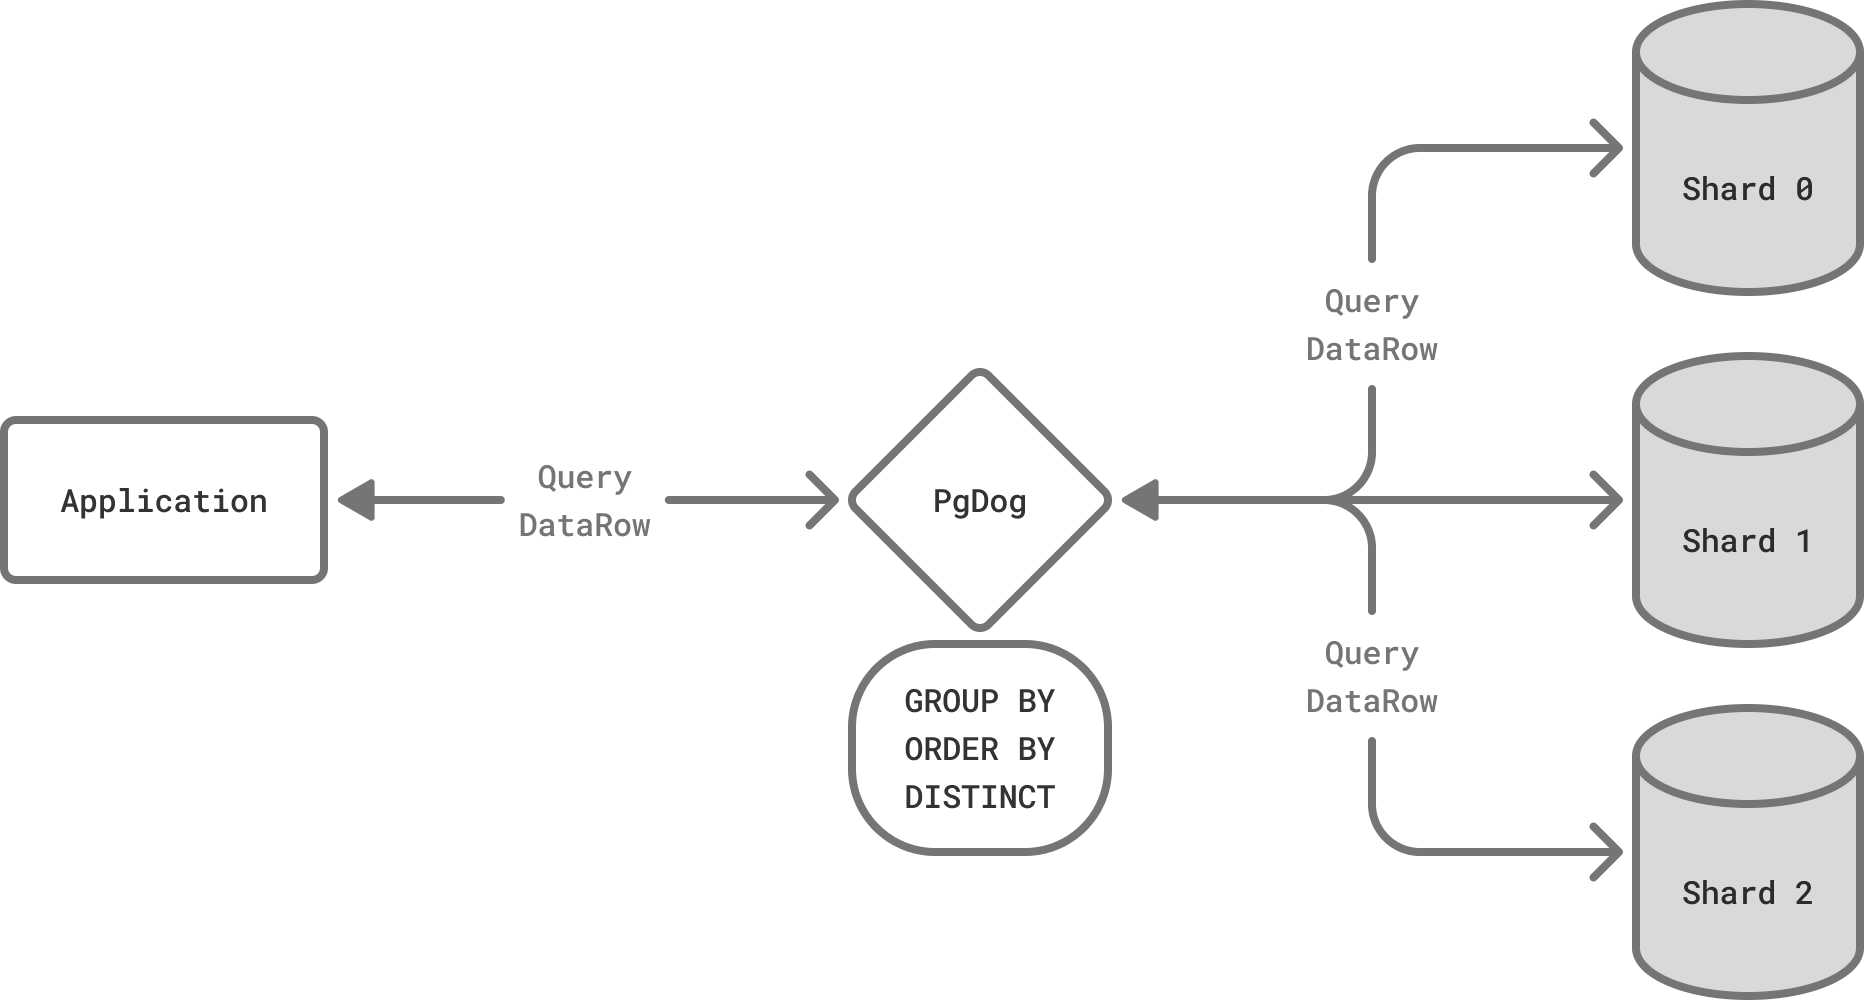 Application
Query
DataRow
PgDog
GROUP BY
ORDER BY
DISTINCT
Query
DataRow
Query
DataRow
Shard 0
Shard 1
Shard 2